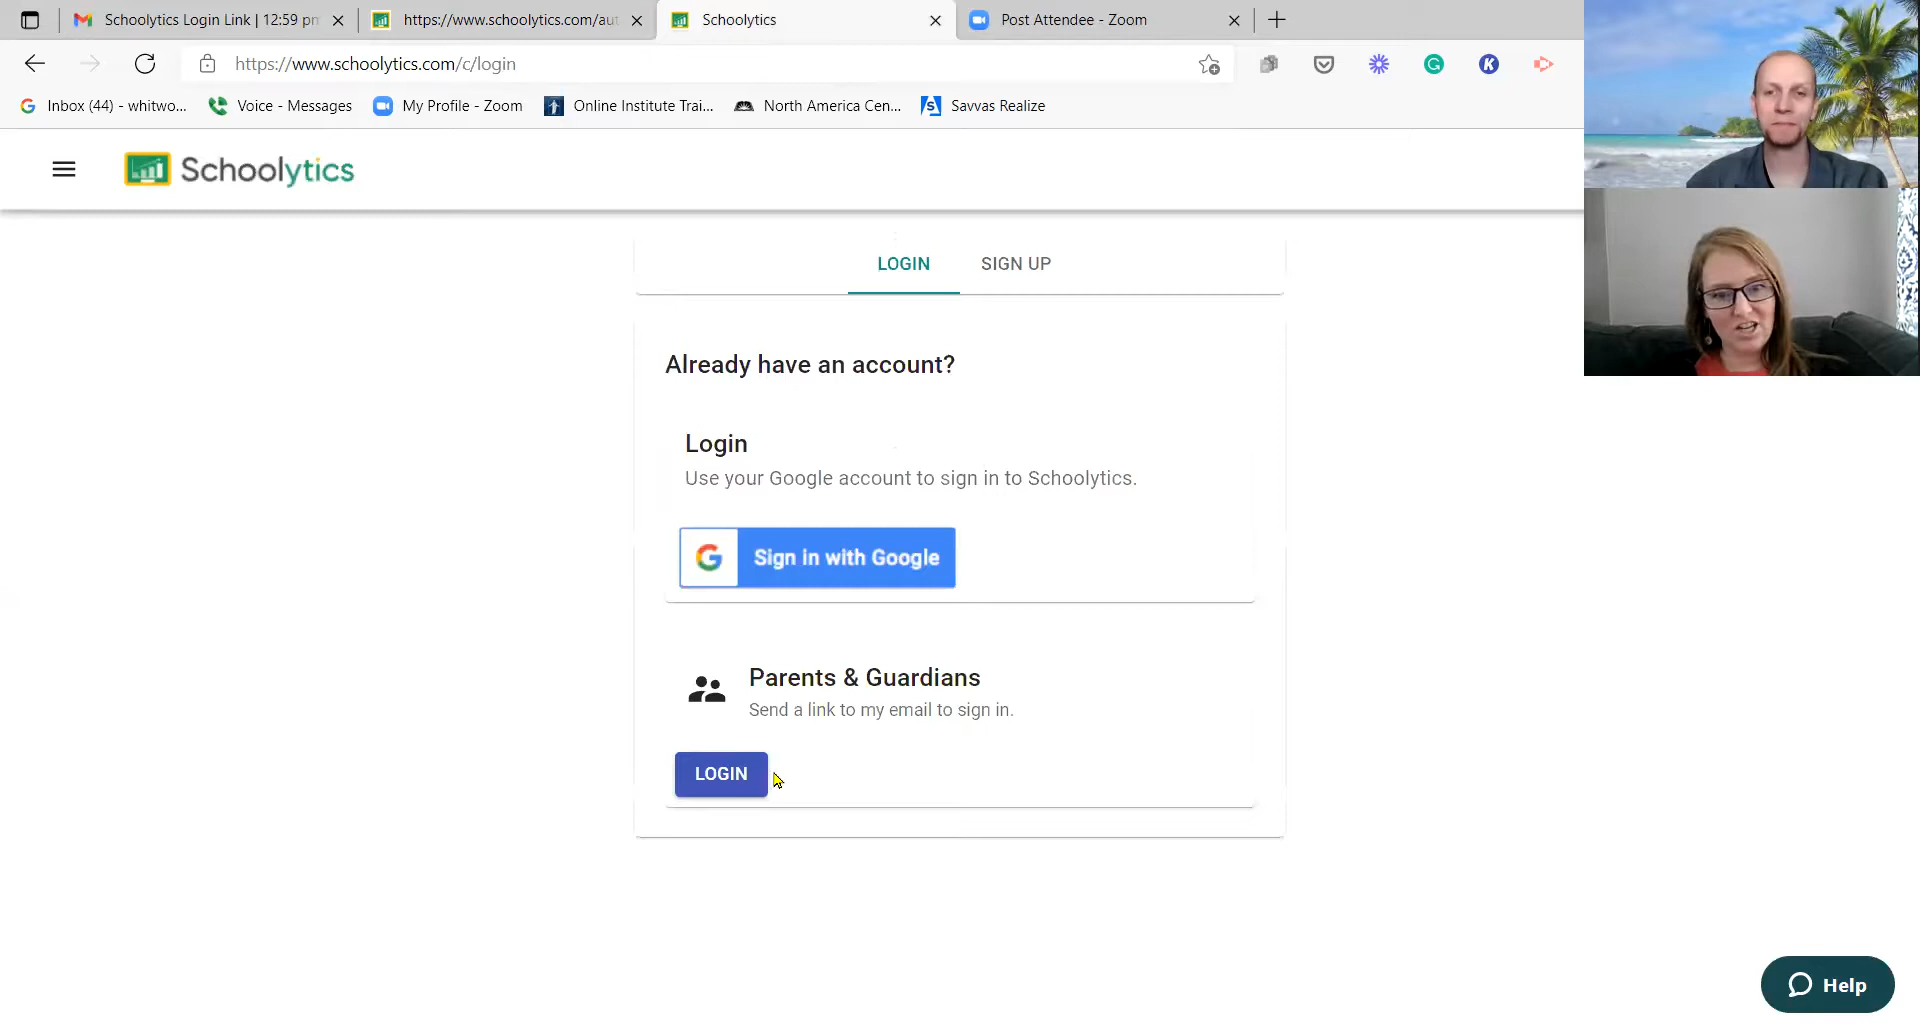 Schoolytics Login Link | 12:59 pm
https://www.schoolytics.com/aut
Schoolytics
Post Attendee - Zoom
https://www.schoolytics.com/c/login
Inbox (44) - whitwo...
Voice - Messages
My Profile - Zoom
Online Institute Trai...
North America Cen...
Savvas Realize
Schoolytics
LOGIN
SIGN UP
Already have an account?
Login
Use your Google account to sign in to Schoolytics.
Sign in with Google
Parents & Guardians
Send a link to my email to sign in.
LOGIN
Help